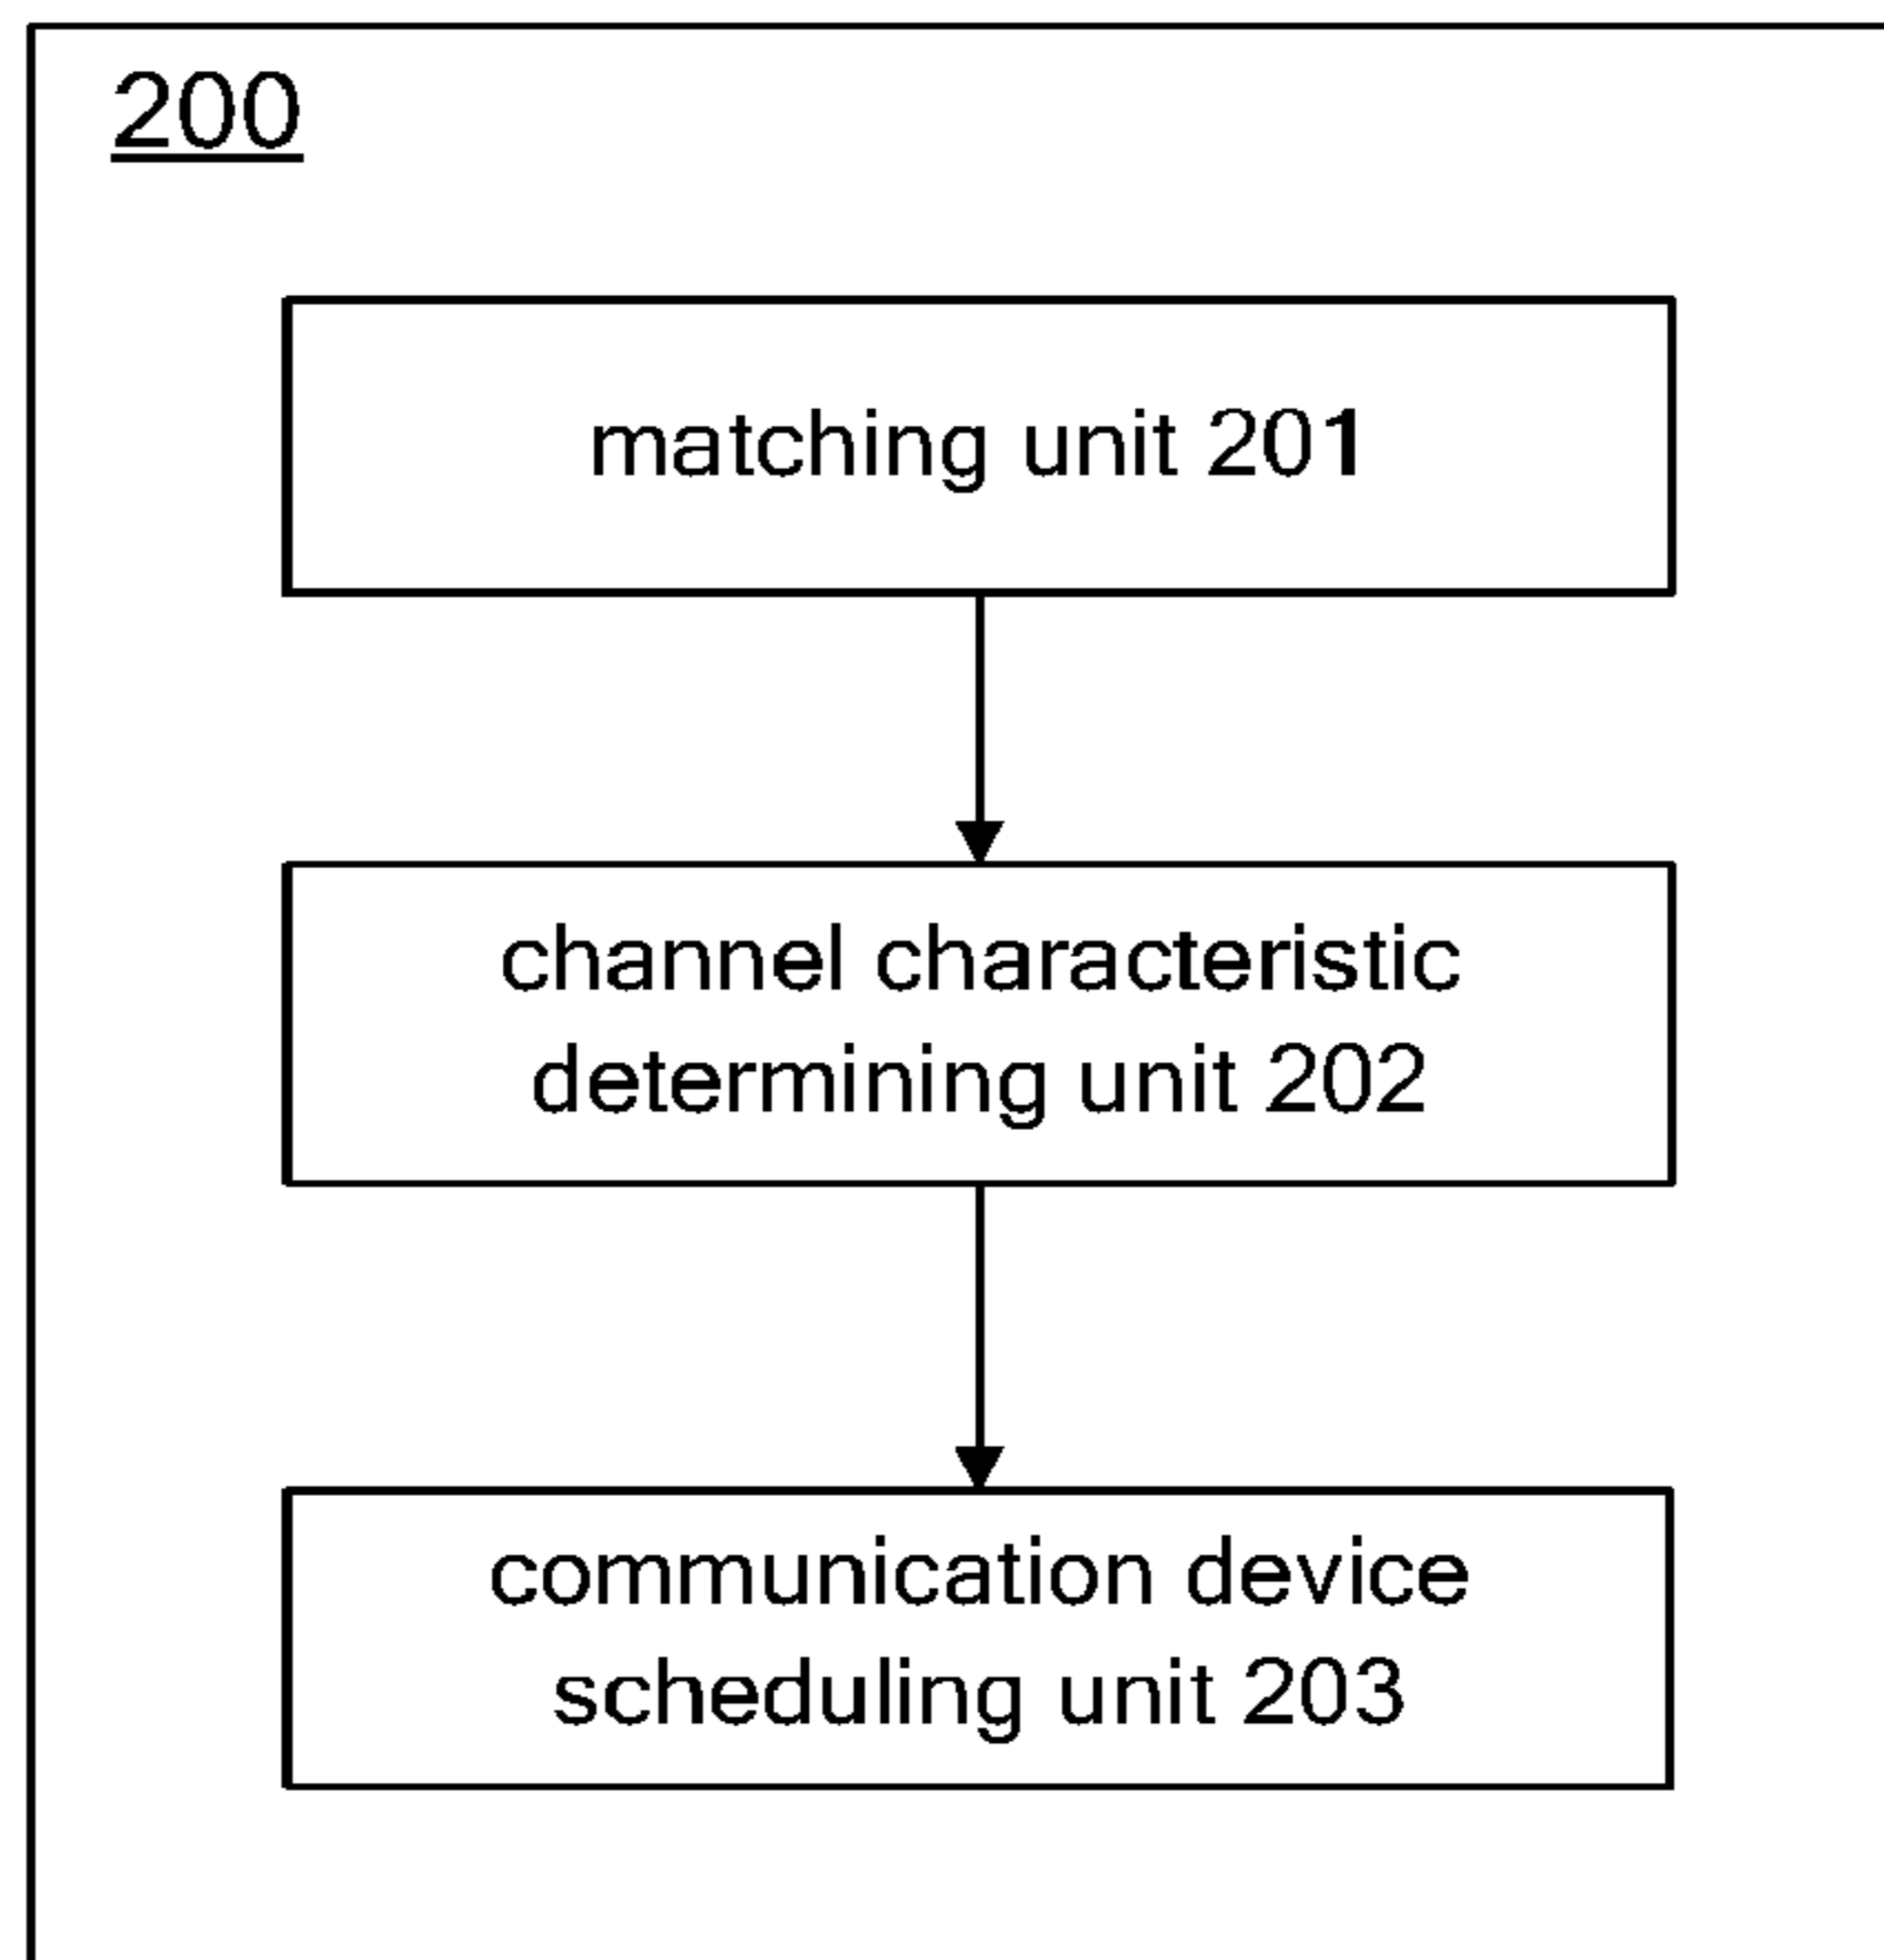 200
matching unit 201
channel characteristic
determining unit 202
communication device
scheduling unit 203